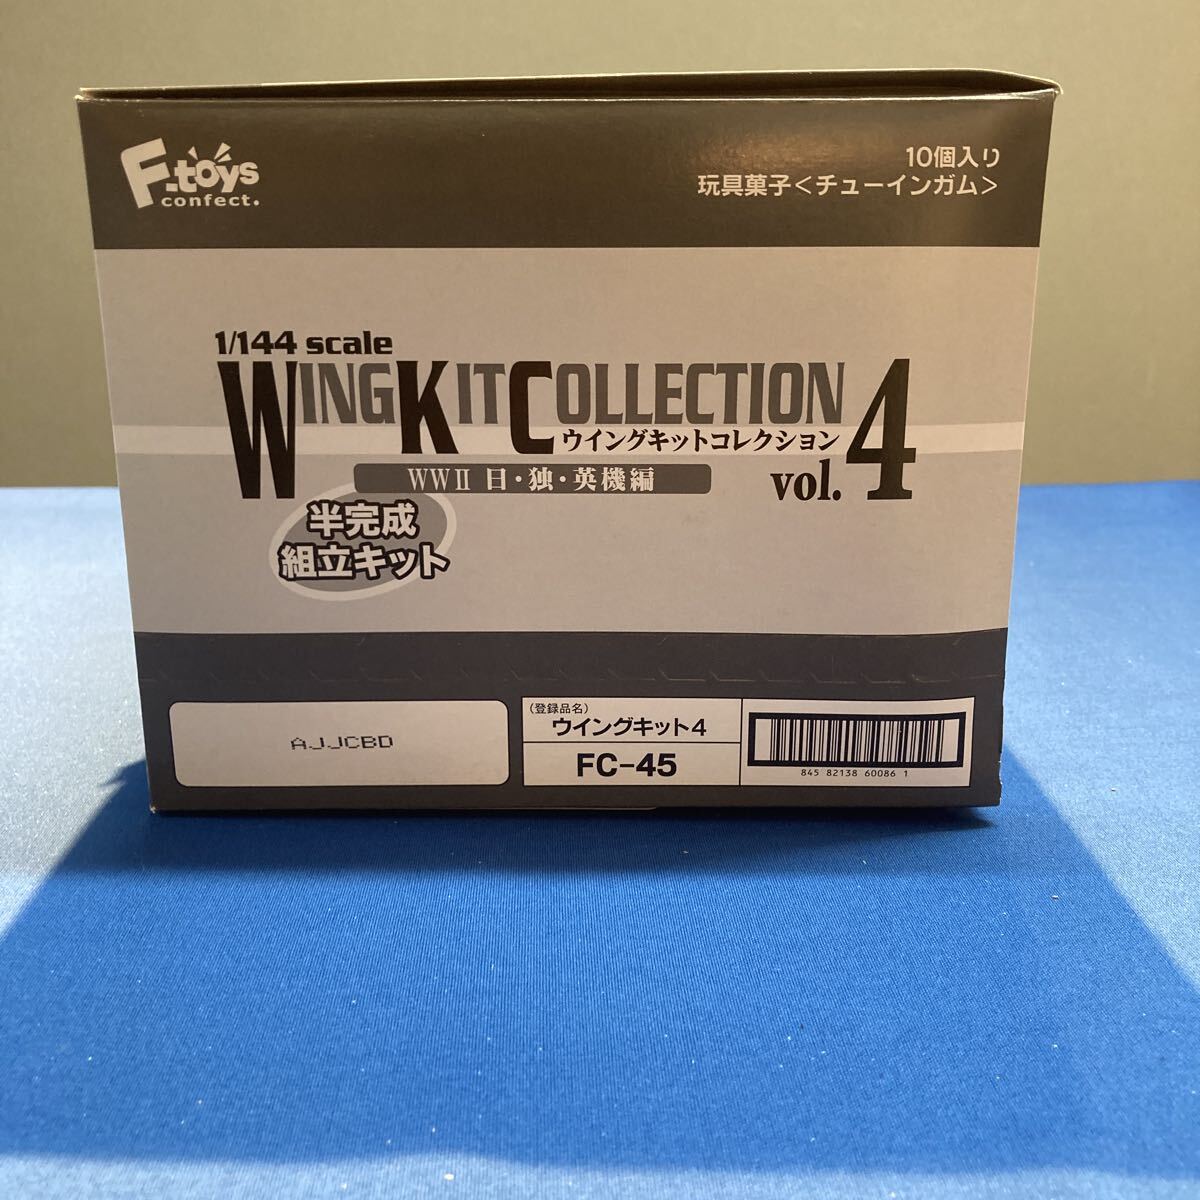 F-toys
confect.
10個入り
玩具菓子<チューインガム>
1/144 scale
WING KIT COLLECTION
ウイングキットコレクション
vol. 4
WWⅡ 日・独・英機編
半完成
組立キット
AJJCBD
(登録品名)
ウイングキット4
FC-45
845 82138 60086 1